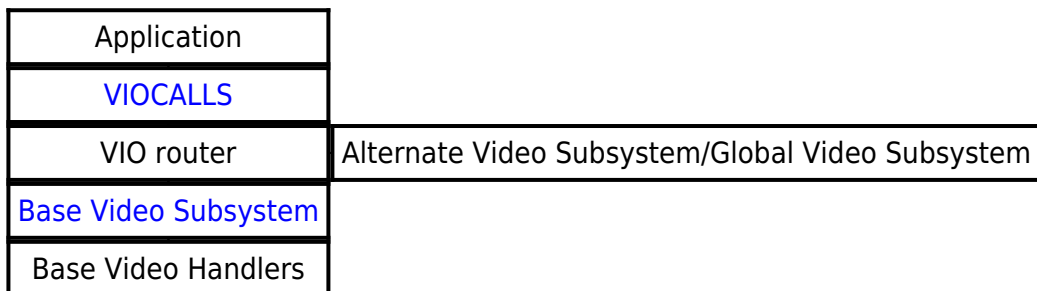 Application
VIOCALLS
VIO router
Alternate Video Subsystem/Global Video Subsystem
Base Video Subsystem
Base Video Handlers